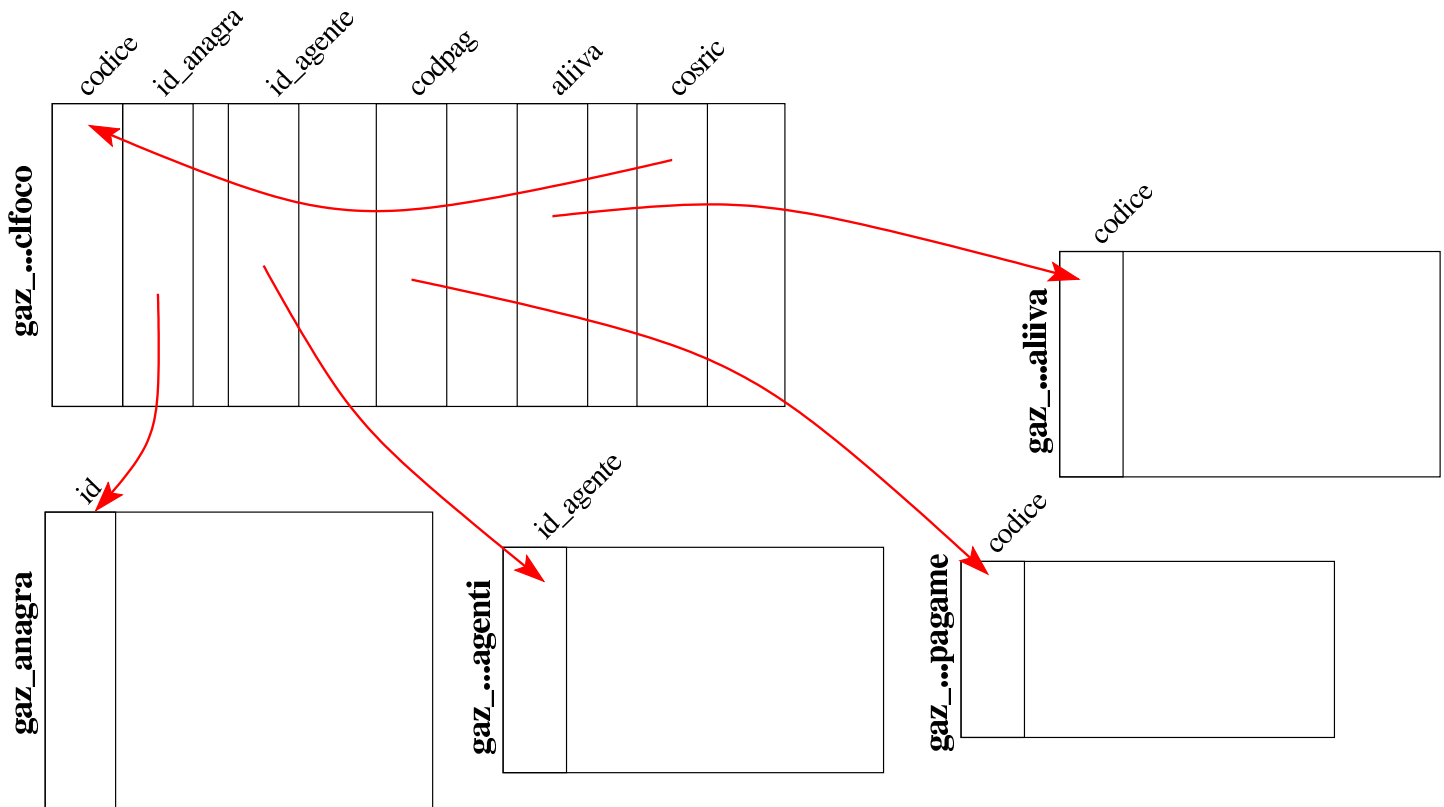 codice
id_anagra
id_agente
codpag
aliiva
cosric
gaz_...clfoco
codice
gaz_...aliiva
id
gaz_anagra
id_agente
gaz_...agenti
codice
gaz_...pagame